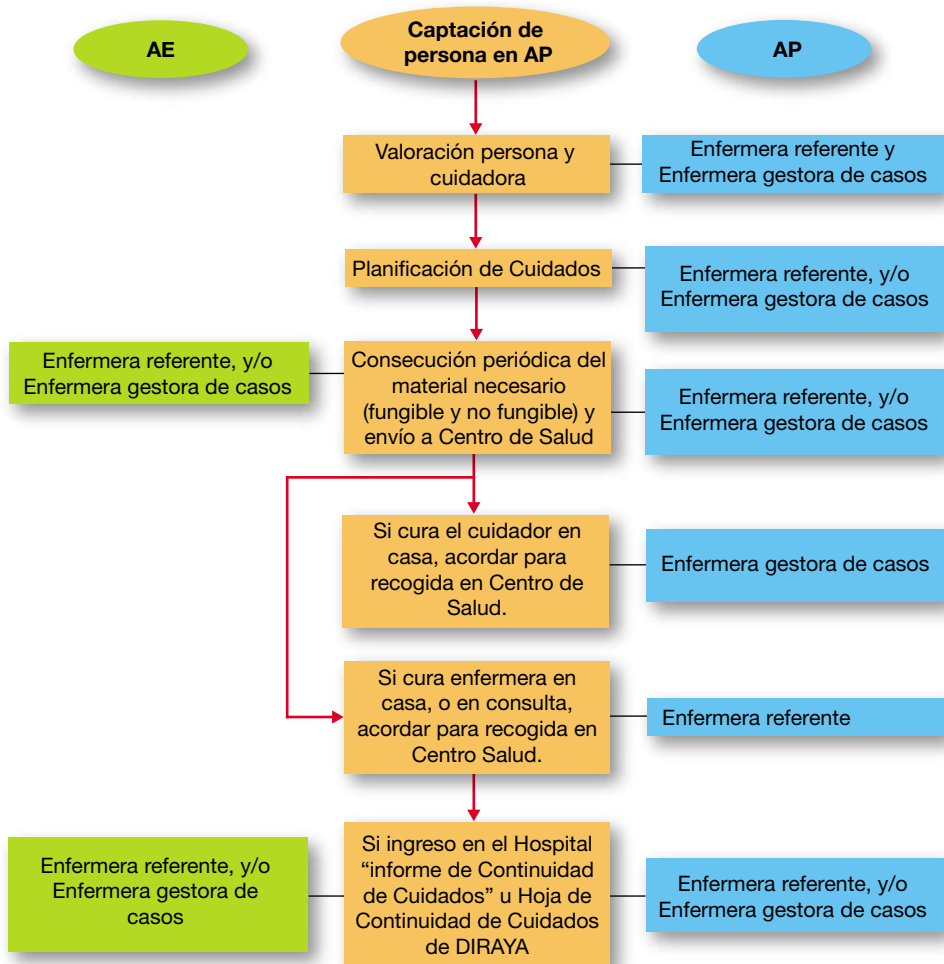 AE
Captación de
persona en AP
AP
Valoración persona y
cuidadora
Enfermera referente y
Enfermera gestora de casos
Planificación de Cuidados
Enfermera referente, y/o
Enfermera gestora de casos
Enfermera referente, y/o
Enfermera gestora de casos
Consecución periódica del
material necesario
(fungible y no fungible) y
envío a Centro de Salud
Enfermera referente, y/o
Enfermera gestora de casos
Si cura el cuidador en
casa, acordar para
recogida en Centro de
Salud.
Enfermera gestora de casos
Si cura enfermera en
casa, o en consulta,
acordar para recogida en
Centro Salud.
Enfermera referente
Enfermera referente, y/o
Enfermera gestora de
casos
Si ingreso en el Hospital
“informe de Continuidad
de Cuidados” u Hoja de
Continuidad de Cuidados
de DIRAYA
Enfermera referente, y/o
Enfermera gestora de casos